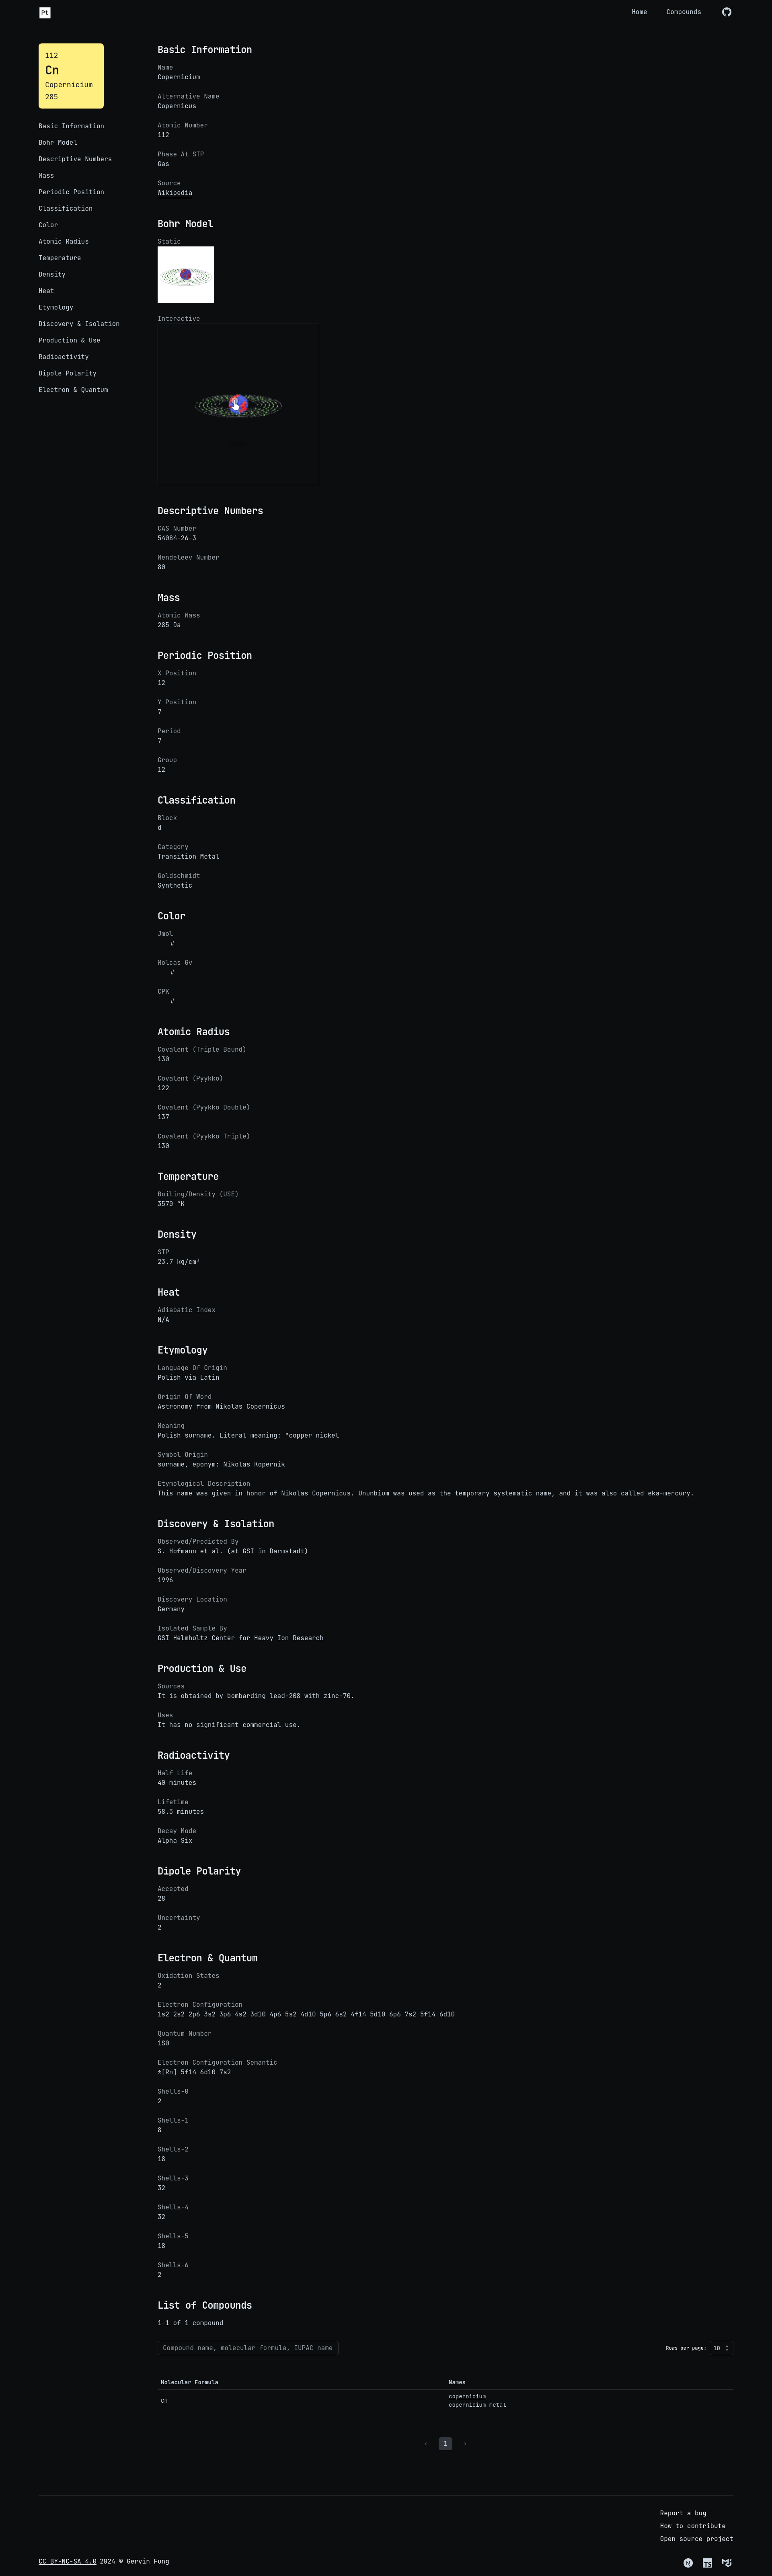 Pt
Home
Compounds
112
Cn
Copernicium
285
Basic Information
Bohr Model
Descriptive Numbers
Mass
Periodic Position
Classification
Color
Atomic Radius
Temperature
Density
Heat
Etymology
Discovery & Isolation
Production & Use
Radioactivity
Dipole Polarity
Electron & Quantum
Basic Information
Name
Copernicium
Alternative Name
Copernicus
Atomic Number
112
Phase At STP
Gas
Source
Wikipedia
Bohr Model
Static
Interactive
Descriptive Numbers
CAS Number
54084-26-3
Mendeleev Number
80
Mass
Atomic Mass
285 Da
Periodic Position
X Position
12
Y Position
7
Period
7
Group
12
Classification
Block
d
Category
Transition Metal
Goldschmidt
Synthetic
Color
Jmol
#
Molcas Gv
#
CPK
#
Atomic Radius
Covalent (Triple Bound)
130
Covalent (Pyykko)
122
Covalent (Pyykko Double)
137
Covalent (Pyykko Triple)
130
Temperature
Boiling/Density (USE)
3570 °K
Density
STP
23.7 kg/cm³
Heat
Adiabatic Index
N/A
Etymology
Language Of Origin
Polish via Latin
Origin Of Word
Astronomy from Nikolas Copernicus
Meaning
Polish surname. Literal meaning: "copper nickel
Symbol Origin
surname, eponym: Nikolas Kopernik
Etymological Description
This name was given in honor of Nikolas Copernicus. Ununbium was used as the temporary systematic name, and it was also called eka-mercury.
Discovery & Isolation
Observed/Predicted By
S. Hofmann et al. (at GSI in Darmstadt)
Observed/Discovery Year
1996
Discovery Location
Germany
Isolated Sample By
GSI Helmholtz Center for Heavy Ion Research
Production & Use
Sources
It is obtained by bombarding lead-208 with zinc-70.
Uses
It has no significant commercial use.
Radioactivity
Half Life
40 minutes
Lifetime
58.3 minutes
Decay Mode
Alpha Six
Dipole Polarity
Accepted
28
Uncertainty
2
Electron & Quantum
Oxidation States
2
Electron Configuration
1s2 2s2 2p6 3s2 3p6 4s2 3d10 4p6 5s2 4d10 5p6 6s2 4f14 5d10 6p6 7s2 5f14 6d10
Quantum Number
1S0
Electron Configuration Semantic
*[Rn] 5f14 6d10 7s2
Shells-0
2
Shells-1
8
Shells-2
18
Shells-3
32
Shells-4
32
Shells-5
18
Shells-6
2
List of Compounds
1-1 of 1 compound
Compound name, molecular formula, IUPAC name
Rows per page: 10
Molecular Formula
Names
Cn
copernicium
copernicium metal
‹ 1 ›
Report a bug
How to contribute
Open source project
CC BY-NC-SA 4.0 2024 © Gervin Fung
N
TS